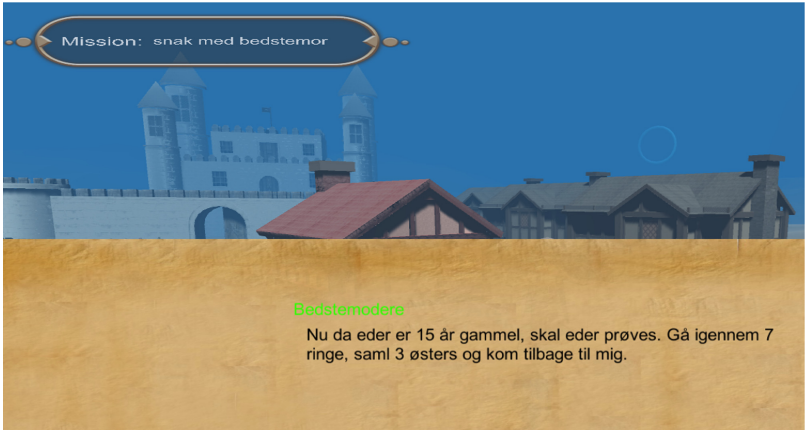 Mission: snak med bedstemor
Bedstemodere
Nu da eder er 15 år gammel, skal eder prøves. Gå igennem 7
ringe, saml 3 østers og kom tilbage til mig.